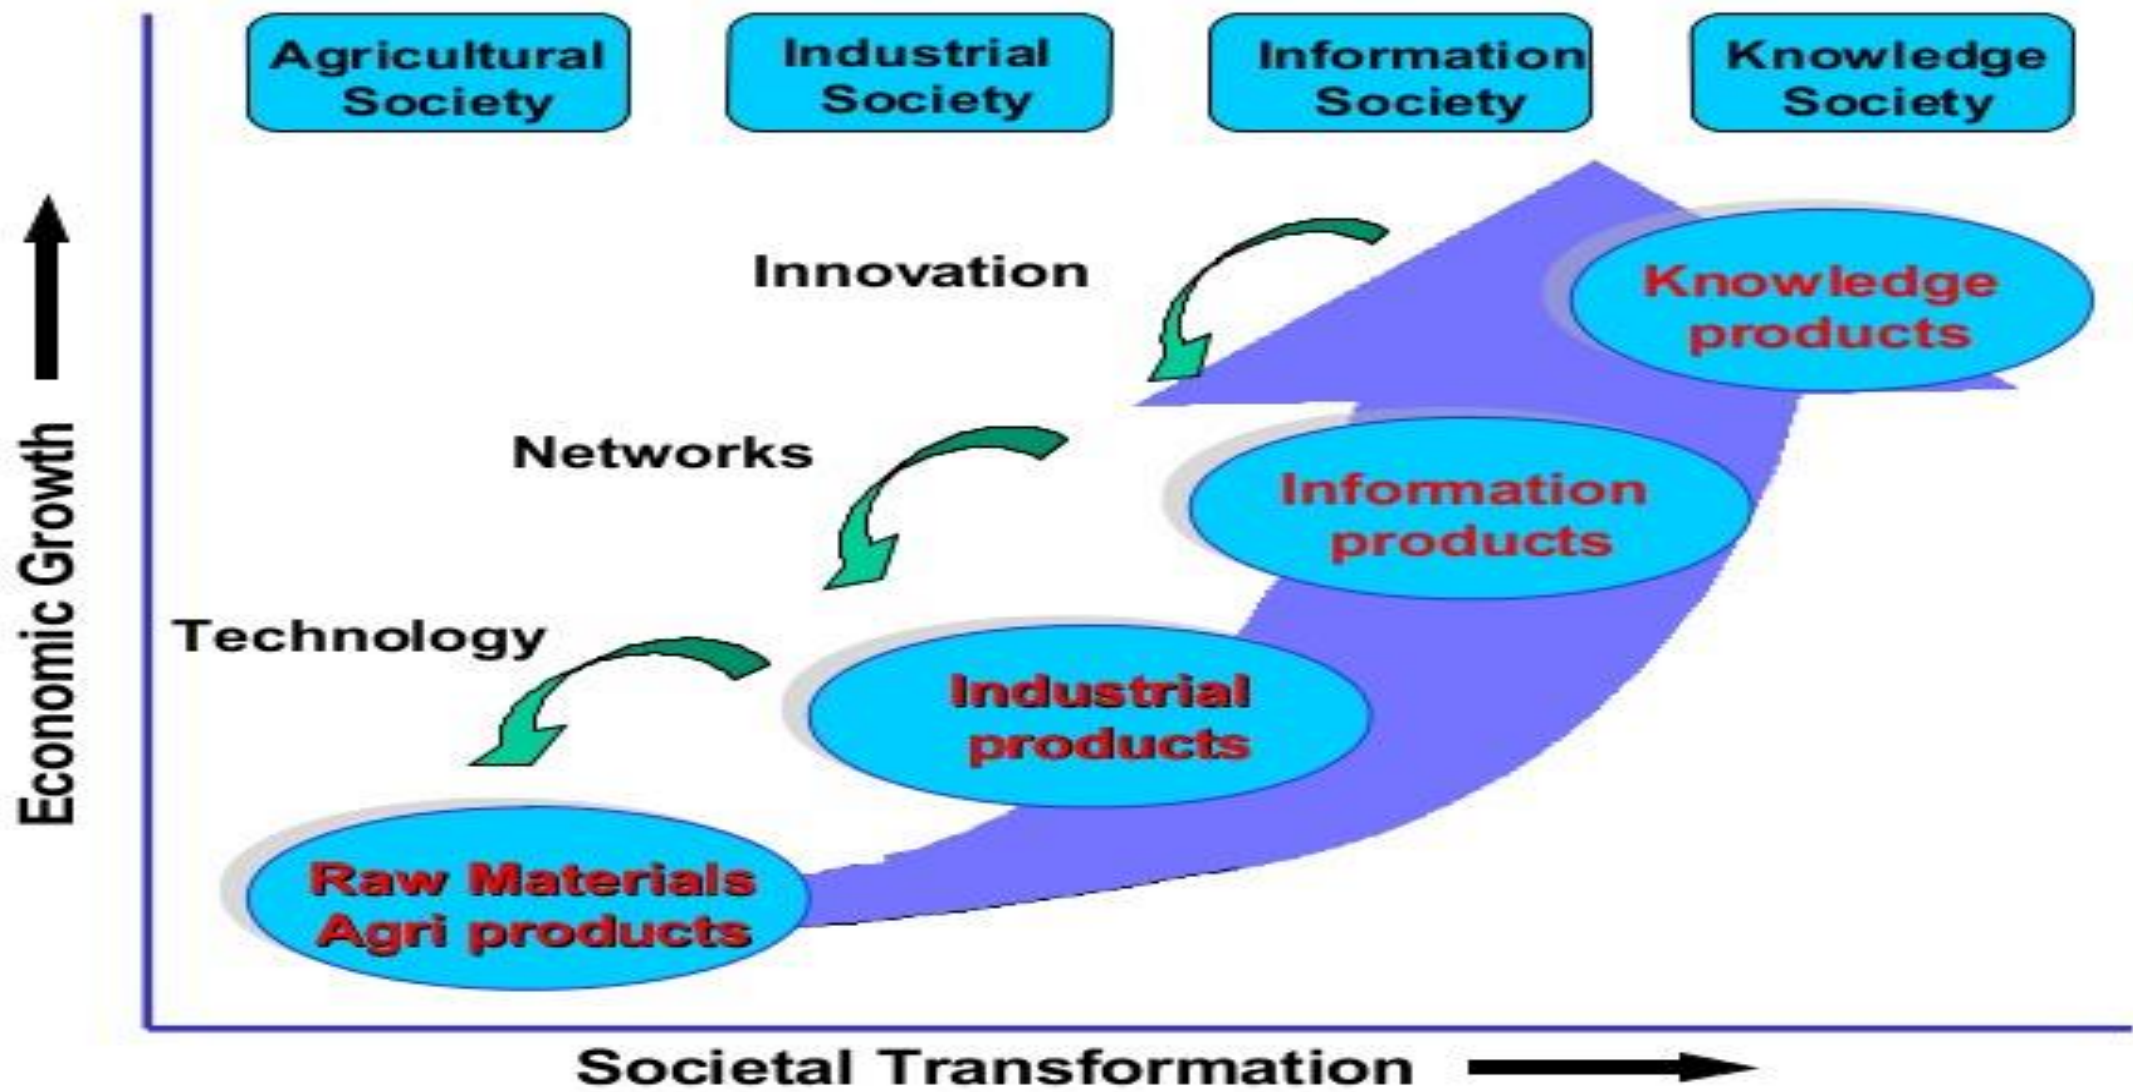 Agricultural
Society
Industrial
Society
Information
Society
Knowledge
Society
Innovation
Knowledge
products
Networks
Information
products
Technology
Industrial
products
Raw Materials
Agri products
Economic Growth
Societal Transformation